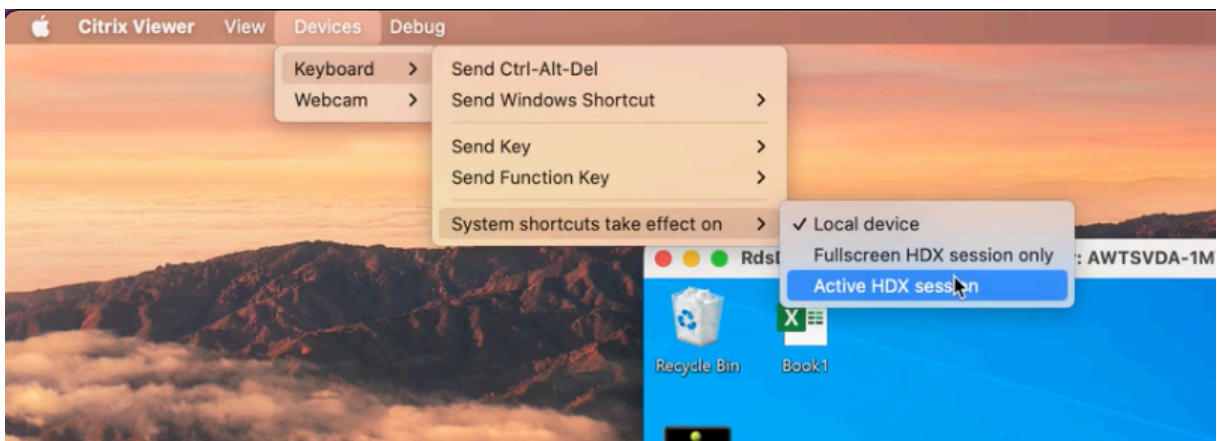 Citrix Viewer View Devices Debug
Keyboard
Webcam
Send Ctrl-Alt-Del
Send Windows Shortcut
Send Key
Send Function Key
System shortcuts take effect on
✓ Local device
Fullscreen HDX session only
Active HDX session
: AWTSVDA-1M
Recycle Bin
Book1